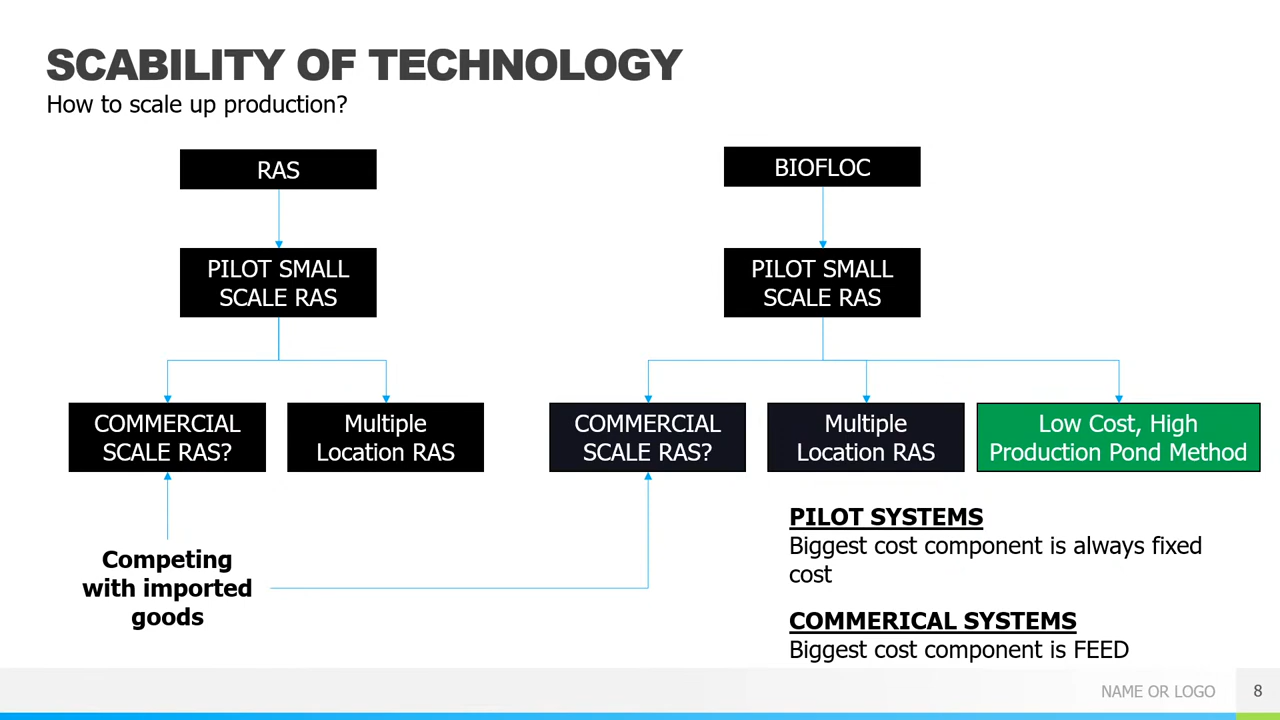 SCABILITY OF TECHNOLOGY
How to scale up production?
RAS
BIOFLOC
PILOT SMALL
SCALE RAS
PILOT SMALL
SCALE RAS
COMMERCIAL
SCALE RAS?
Multiple
Location RAS
COMMERCIAL
SCALE RAS?
Multiple
Location RAS
Low Cost, High
Production Pond Method
Competing
with imported
goods
PILOT SYSTEMS
Biggest cost component is always fixed
cost
COMMERICAL SYSTEMS
Biggest cost component is FEED
NAME OR LOGO
8